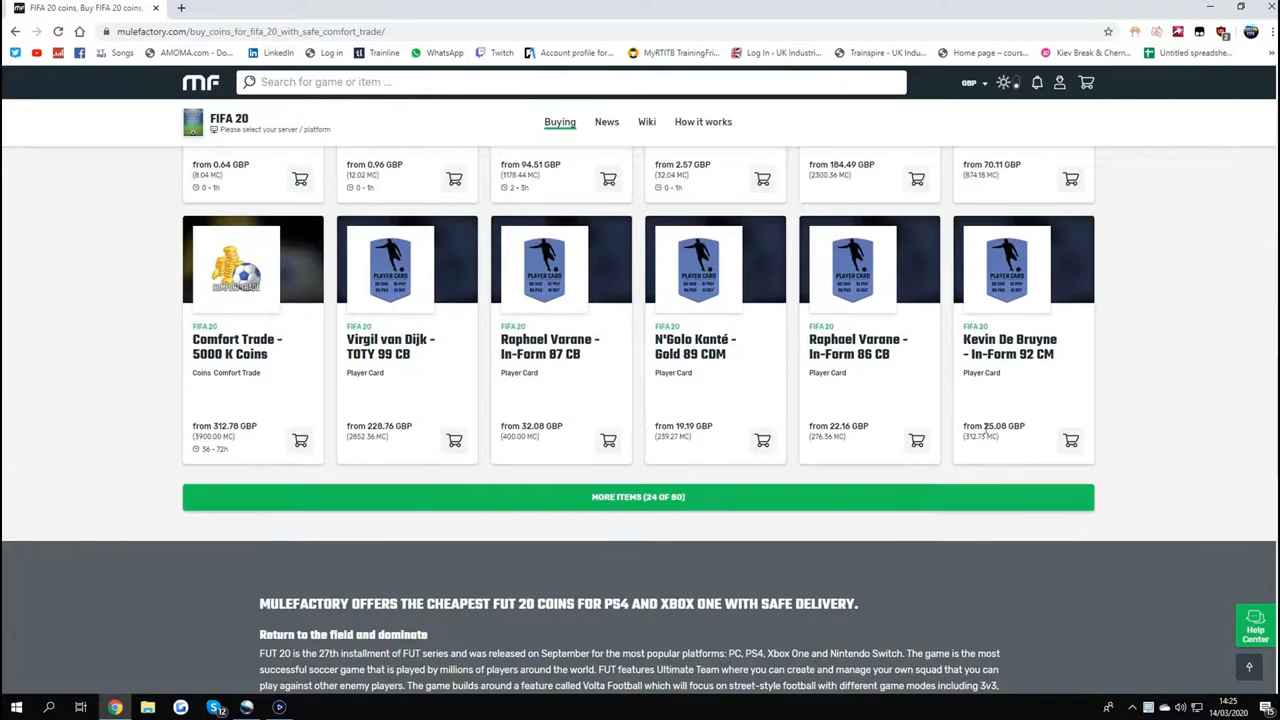 FIFA 20 coins, Buy FIFA 20 coins.
mulefactory.com/buy_coins_for_fifa_20_with_safe_comfort_trade/
Songs AMOMA.com - Do... LinkedIn Log in Trainline WhatsApp Twitch Account profile for... MyRTITB TrainingFri... Log In - UK Industri... Trainspire - UK Indu... Home page – cours... Kiev Break & Chern... Untitled spreadshe...
MF Search for game or item ... GBP
FIFA 20
Please select your server / platform
Buying News Wiki How it works
from 0.64 GBP from 0.96 GBP from 94.51 GBP from 2.57 GBP from 184.49 GBP from 70.11 GBP
(8.04 MC) (12.02 MC) (1178.44 MC) (32.04 MC) (2300.36 MC) (874.18 MC)
0 - 1h 0 - 1h 2 - 3h 0 - 1h
COMFORT TRADE PLAYER CARD PLAYER CARD PLAYER CARD PLAYER CARD PLAYER CARD
FIFA 20 FIFA 20 FIFA 20 FIFA 20 FIFA 20 FIFA 20
Comfort Trade - Virgil van Dijk - Raphael Varane - N'Golo Kanté - Raphael Varane - Kevin De Bruyne
5000 K Coins TOTY 99 CB In-Form 87 CB Gold 89 CDM In-Form 86 CB - In-Form 92 CM
Coins Comfort Trade Player Card Player Card Player Card Player Card Player Card
from 312.78 GBP from 228.76 GBP from 32.08 GBP from 19.19 GBP from 22.16 GBP from 25.08 GBP
(3900.00 MC) (2852.36 MC) (400.00 MC) (239.27 MC) (276.36 MC) (312.73 MC)
36 - 72h
MORE ITEMS (24 OF 80)
MULEFACTORY OFFERS THE CHEAPEST FUT 20 COINS FOR PS4 AND XBOX ONE WITH SAFE DELIVERY.
Return to the field and dominate
FUT 20 is the 27th installment of FUT series and was released on September for the most popular platforms: PC, PS4, Xbox One and Nintendo Switch. The game is the most
successful soccer game that is played by millions of players around the world. FUT features Ultimate Team where you can create and manage your own squad that you can
play against other enemy players. The game builds around a feature called Volta Football which will focus on street-style football with different game modes including 3v3,
Help
Center
14:25
14/03/2020